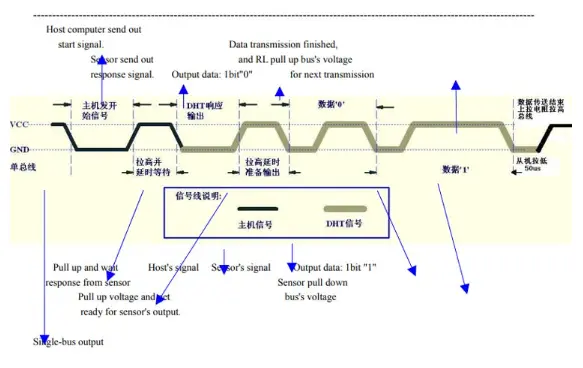 Host computer send out
start signal.
Sensor send out
response signal.
Output data: 1bit"0"
Data transmission finished,
and RL pull up bus's voltage
for next transmission
主机发开
始信号
DHT响应
输出
数据'0'
数据传送结束
上拉电阻拉高
总线
VCC
GND
单总线
拉高并
延时等待
拉高延时
准备输出
数据'1'
从机拉低
50us
信号线说明:
主机信号
DHT信号
Pull up and wait
response from sensor
Host's signal
Sensor's signal
Output data: 1bit "1"
Pull up voltage and get
ready for sensor's output.
Sensor pull down
bus's voltage
Single-bus output